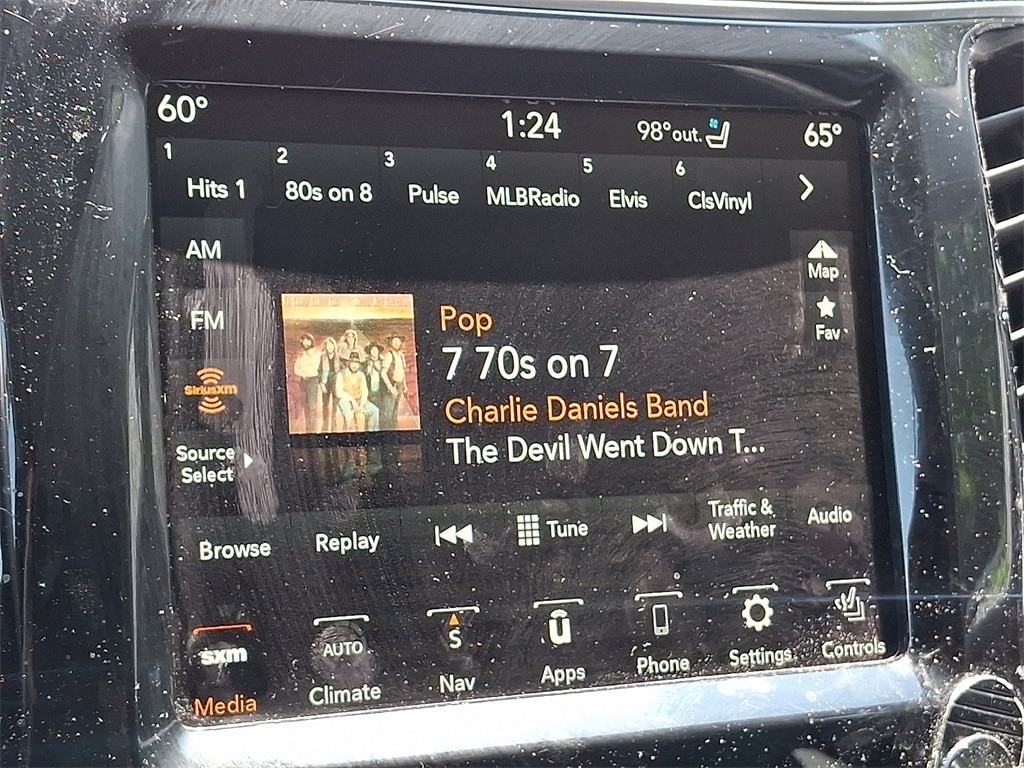 60° 1:24 98°out. 65°
1 2 3 4 5 6
Hits 1 80s on 8 Pulse MLBRadio Elvis ClsVinyl
AM
Map
FM
Fav
Pop
7 70s on 7
SiriusXM
Charlie Daniels Band
The Devil Went Down T...
Source
Select
Browse Replay Tune Traffic &
Weather Audio
sxm AUTO S u
Media Climate Nav Apps Phone Settings Controls